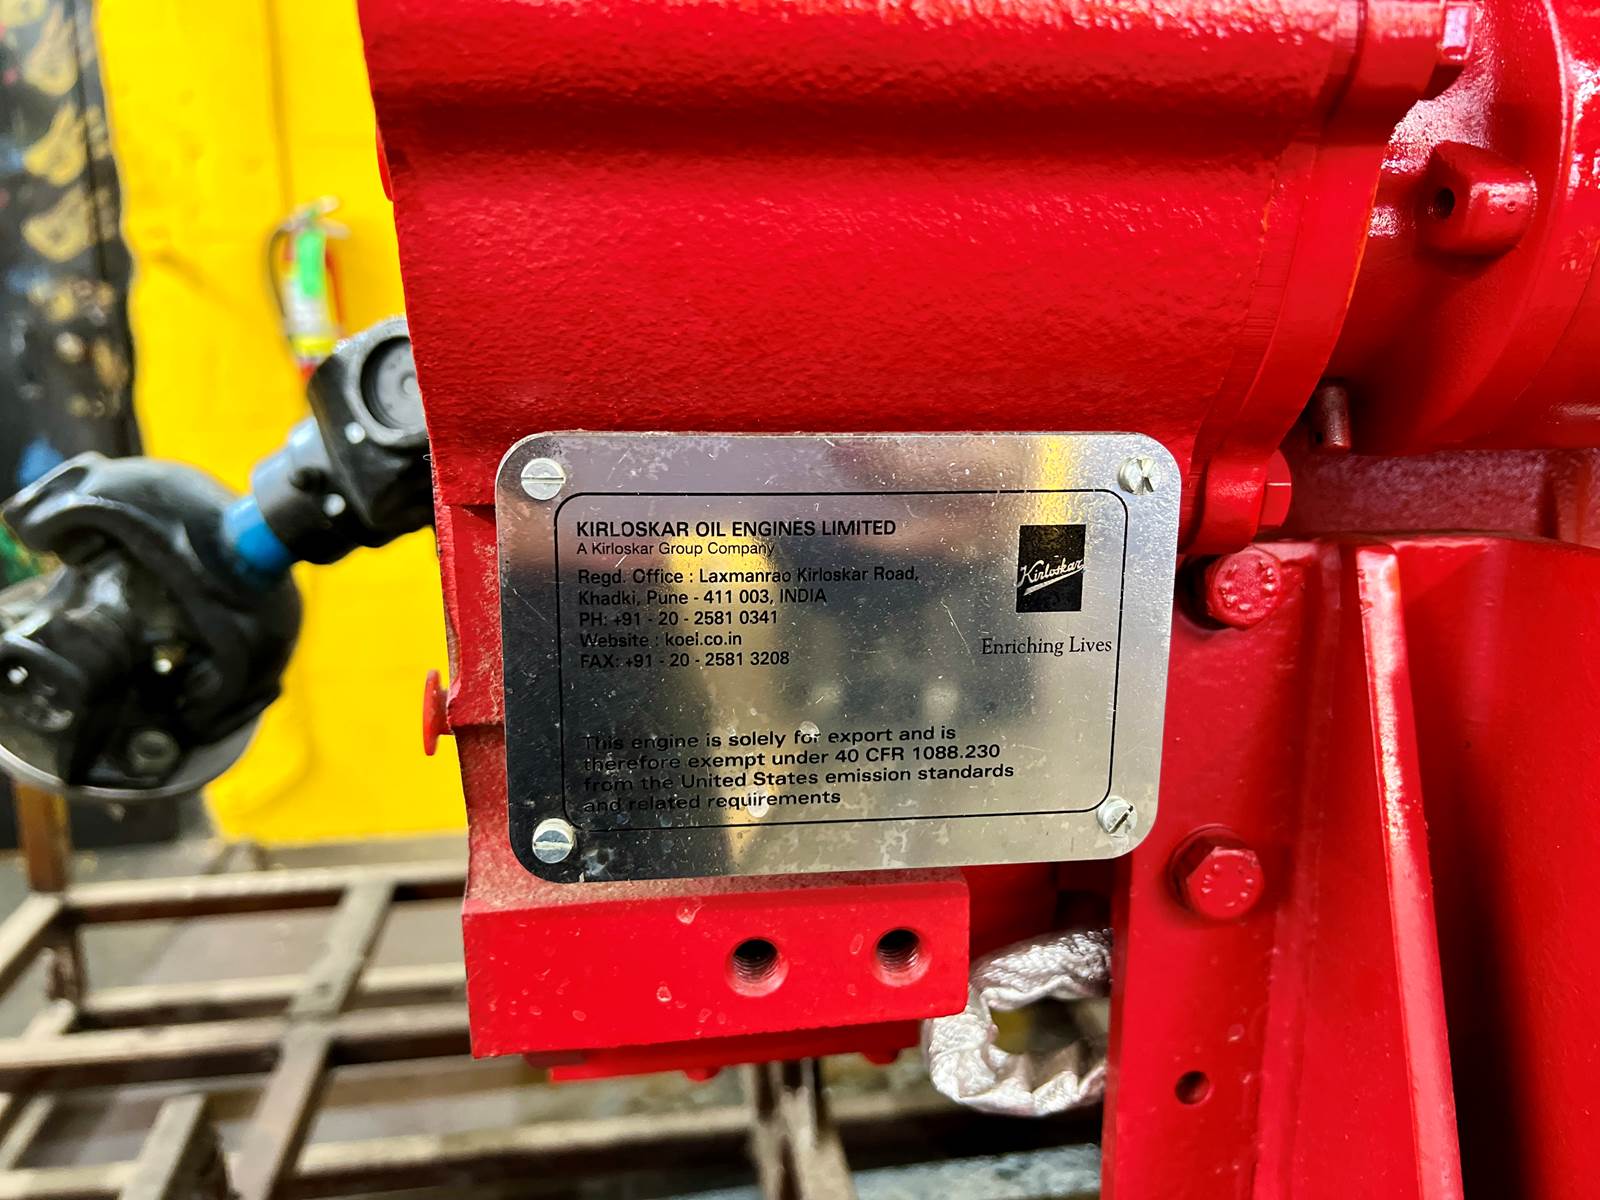 KIRLOSKAR OIL ENGINES LIMITED
A Kirloskar Group Company
Regd. Office : Laxmanrao Kirloskar Road,
Khadki, Pune - 411 003, INDIA
PH: +91 - 20 - 2581 0341
Website : koel.co.in
FAX: +91 - 20 - 2581 3208
Kirloskar
Enriching Lives
This engine is solely for export and is
therefore exempt under 40 CFR 1088.230
from the United States emission standards
and related requirements